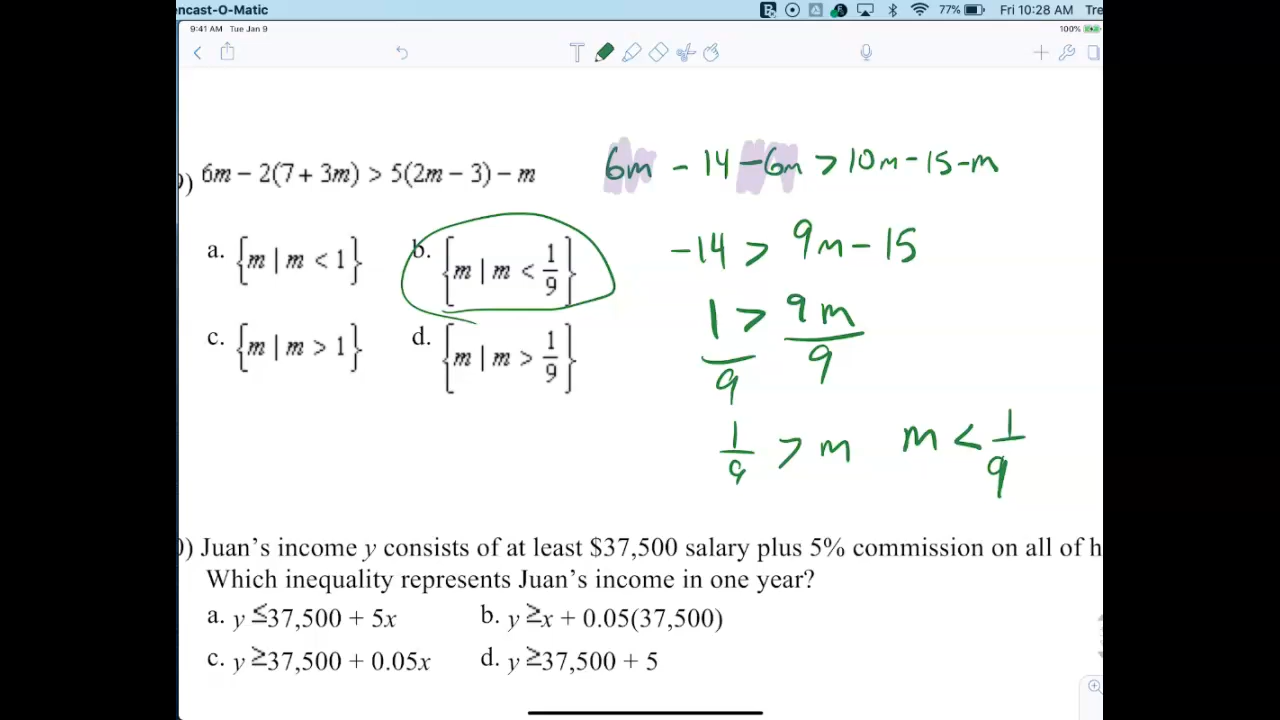 encast-O-Matic 77% Fri 10:28 AM Tre
9:41 AM Tue Jan 9 100%
T
) 6m − 2(7 + 3m) > 5(2m − 3) − m
6m - 14 - 6m > 10m - 15 - m
a. {m | m < 1} b. {m | m < 1/9}
-14 > 9m - 15
1 > 9m
9 9
c. {m | m > 1} d. {m | m > 1/9}
1/9 > m m < 1/9
0) Juan's income y consists of at least $37,500 salary plus 5% commission on all of h
Which inequality represents Juan's income in one year?
a. y ≤37,500 + 5x b. y ≥x + 0.05(37,500)
c. y ≥37,500 + 0.05x d. y ≥37,500 + 5